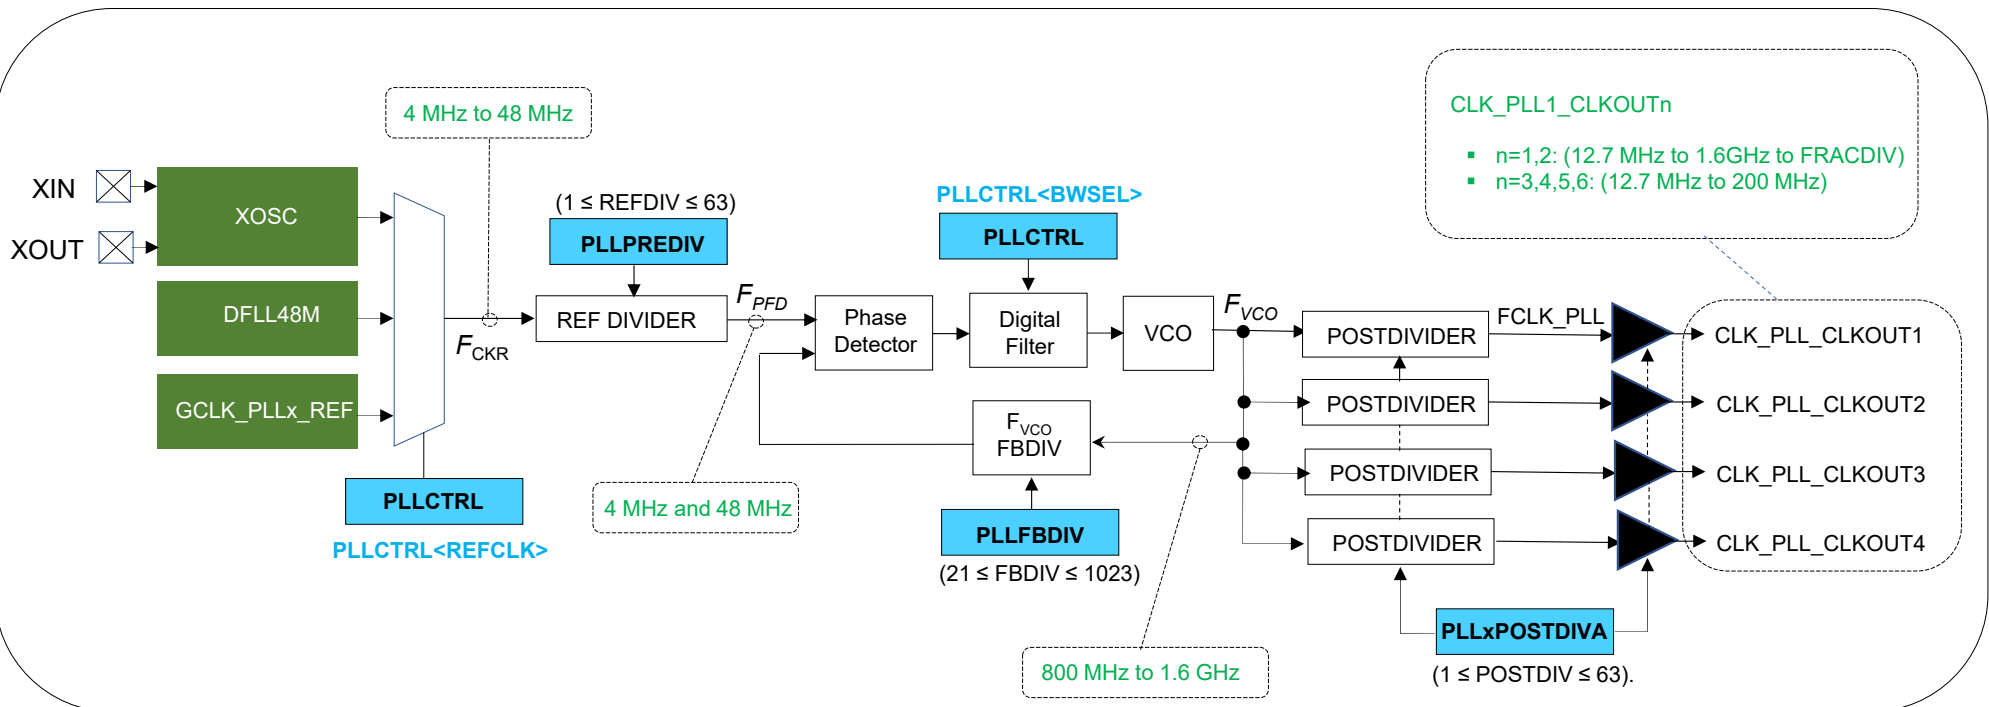 CLK_PLL1_CLKOUTn
▪ n=1,2: (12.7 MHz to 1.6GHz to FRACDIV)
▪ n=3,4,5,6: (12.7 MHz to 200 MHz)
4 MHz to 48 MHz
XIN
XOUT
XOSC
DFLL48M
GCLK_PLLx_REF
PLLCTRL
PLLCTRL<REFCLK>
FCKR
(1 ≤ REFDIV ≤ 63)
PLLPREDIV
REF DIVIDER
FPFD
4 MHz and 48 MHz
Phase
Detector
PLLCTRL<BWSEL>
PLLCTRL
Digital
Filter
VCO
FVCO
FVCO
FBDIV
PLLFBDIV
(21 ≤ FBDIV ≤ 1023)
800 MHz to 1.6 GHz
POSTDIVIDER
FCLK_PLL
CLK_PLL_CLKOUT1
POSTDIVIDER
CLK_PLL_CLKOUT2
POSTDIVIDER
CLK_PLL_CLKOUT3
POSTDIVIDER
CLK_PLL_CLKOUT4
PLLxPOSTDIVA
(1 ≤ POSTDIV ≤ 63).